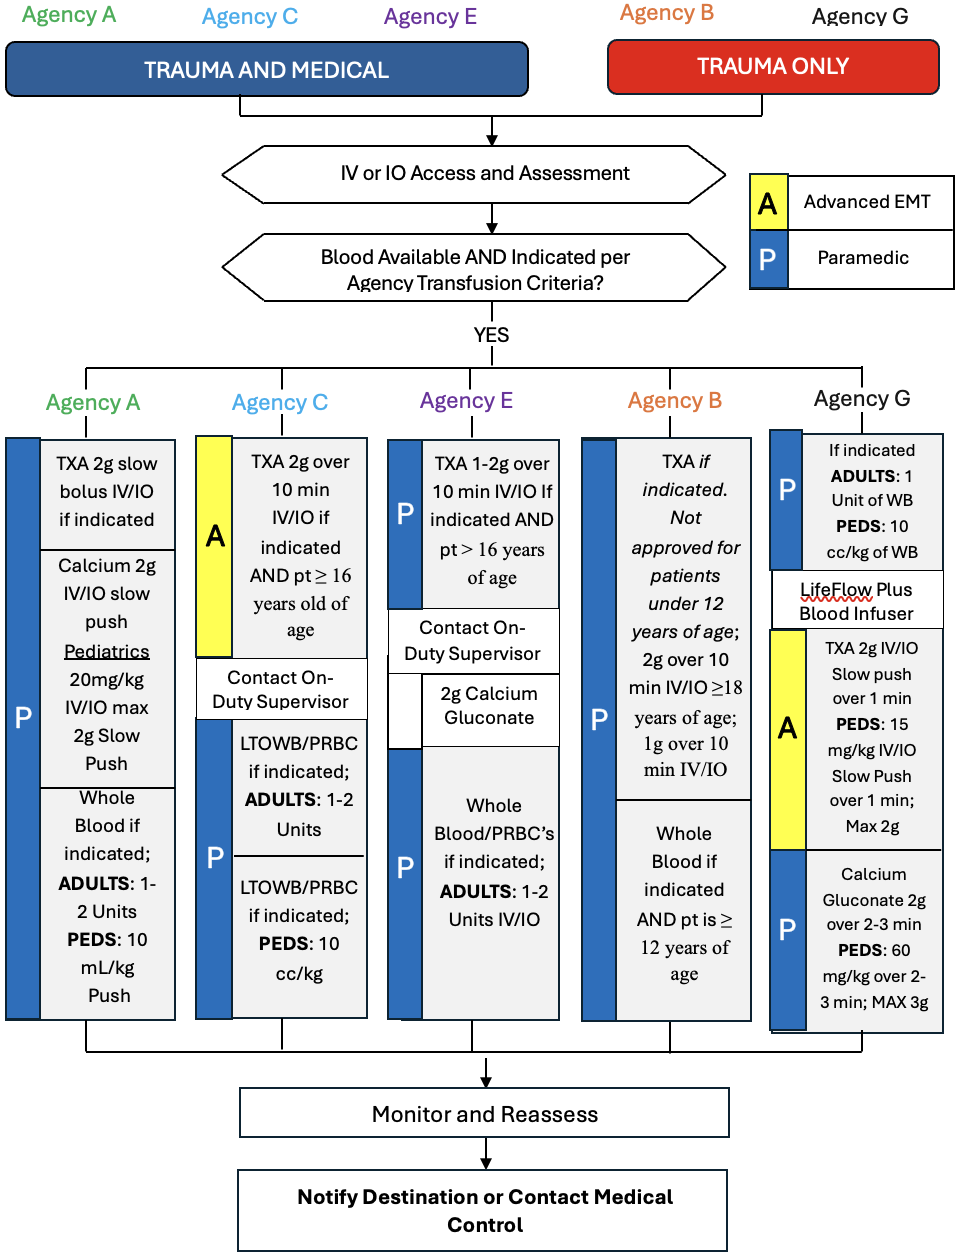 Agency A
Agency C
Agency E
Agency B
Agency G
TRAUMA AND MEDICAL
TRAUMA ONLY
IV or IO Access and Assessment
A
Advanced EMT
P
Paramedic
Blood Available AND Indicated per
Agency Transfusion Criteria?
YES
Agency A
P
TXA 2g slow
bolus IV/IO
if indicated
Calcium 2g
IV/IO slow
push
Pediatrics
20mg/kg
IV/IO max
2g Slow
Push
Whole
Blood if
indicated;
ADULTS: 1-
2 Units
PEDS: 10
mL/kg
Push
Agency C
A
TXA 2g over
10 min
IV/IO if
indicated
AND pt ≥ 16
years old of
age
Contact On-
Duty Supervisor
P
LTOWB/PRBC
if indicated;
ADULTS: 1-2
Units
LTOWB/PRBC
if indicated;
PEDS: 10
cc/kg
Agency E
P
TXA 1-2g over
10 min IV/IO If
indicated AND
pt > 16 years
of age
Contact On-
Duty Supervisor
2g Calcium
Gluconate
P
Whole
Blood/PRBC's
if indicated;
ADULTS: 1-2
Units IV/IO
Agency B
P
TXA if
indicated.
Not
approved for
patients
under 12
years of age;
2g over 10
min IV/IO ≥18
years of age;
1g over 10
min IV/IO
Whole
Blood if
indicated
AND pt is ≥
12 years of
age
Agency G
P
If indicated
ADULTS: 1
Unit of WB
PEDS: 10
cc/kg of WB
LifeFlow Plus
Blood Infuser
A
TXA 2g IV/IO
Slow push
over 1 min
PEDS: 15
mg/kg IV/IO
Slow Push
over 1 min;
Max 2g
P
Calcium
Gluconate 2g
over 2-3 min
PEDS: 60
mg/kg over 2-
3 min; MAX 3g
Monitor and Reassess
Notify Destination or Contact Medical
Control